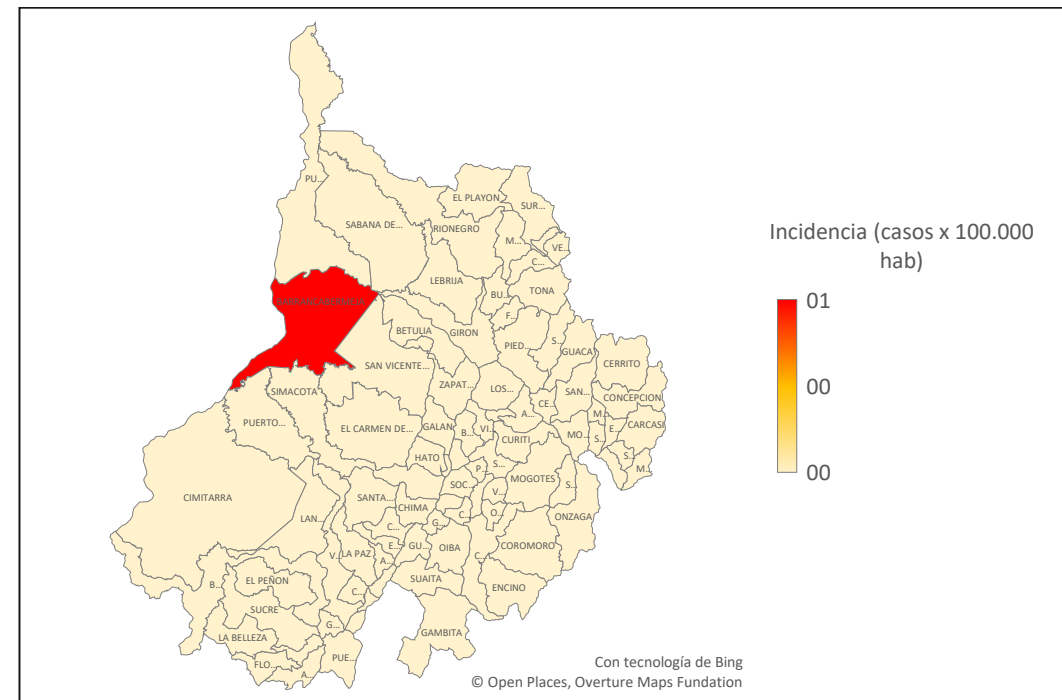 PU...
EL PLAYON
SUR...
SABANA DE...
RIONEGRO
M...
VE...
C...
LEBRIJA
BU...
TONA
BARRANCABERMEJA
F...
BETULIA
GIRON
PIED...
S...
GUACA
CERRITO
SAN VICENTE...
ZAPAT...
LOS...
CE...
SAN...
SIMACOTA
CONCEPCION
A...
M...
E...
CARCASI
PUERTO...
EL CARMEN DE...
GALAN
B...
VI...
CURITI
MO...
S...
HATO
P...
S...
S...
M...
CIMITARRA
SANTA...
SOC...
V...
MOGOTES
S...
CHIMA
LAN...
C...
G...
C...
O...
ONZAGA
V...
LA PAZ
E...
GU...
OIBA
C...
COROMORO
A...
B...
EL PEÑON
SUAITA
ENCINO
C...
SUCRE
G...
LA BELLEZA
GAMBITA
FLO...
PUE...
A...
Incidencia (casos x 100.000
hab)
01
00
00
Con tecnología de Bing
© Open Places, Overture Maps Foundation